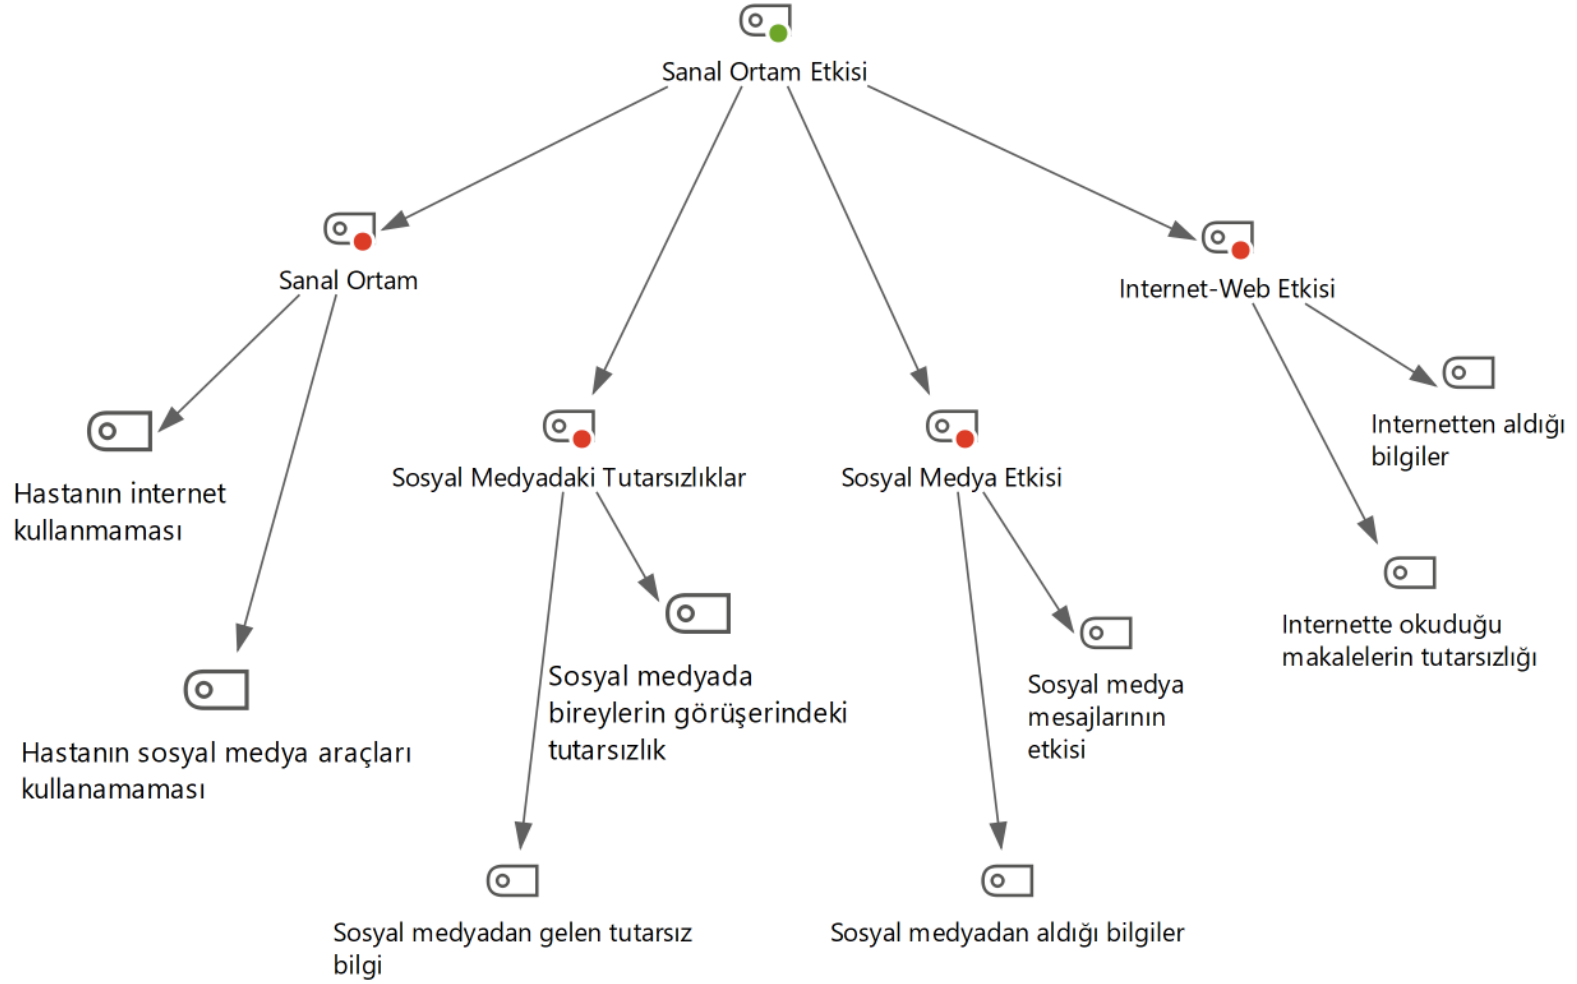 Sanal Ortam Etkisi
Sanal Ortam
Internet-Web Etkisi
Sosyal Medyadaki Tutarsızlıklar
Sosyal Medya Etkisi
Hastanın internet
kullanmaması
Hastanın sosyal medya araçları
kullanamaması
Sosyal medyada
bireylerin görüşerindeki
tutarsızlık
Sosyal medyadan gelen tutarsız
bilgi
Sosyal medya
mesajlarının
etkisi
Sosyal medyadan aldığı bilgiler
Internetten aldığı
bilgiler
Internette okuduğu
makalelerin tutarsızlığı